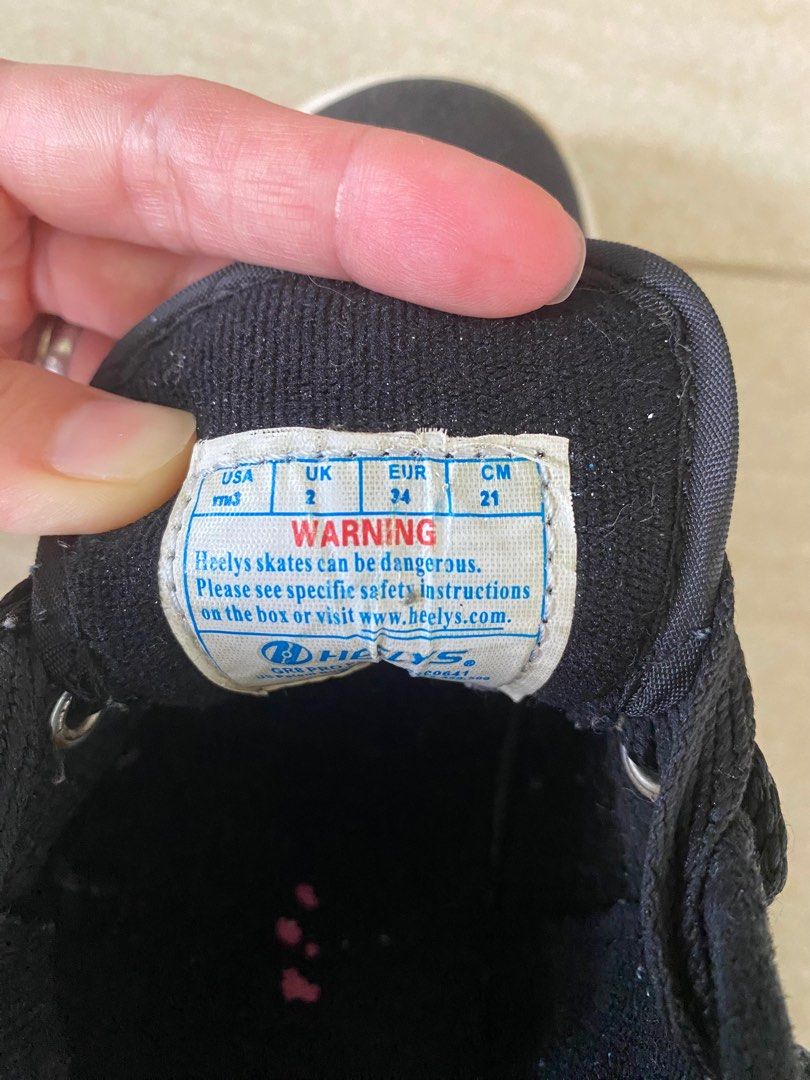 USA UK EUR CM
2 34 21
WARNING
Heelys skates can be dangerous.
Please see specific safety instructions
on the box or visit www.heelys.com.
HEELYS®